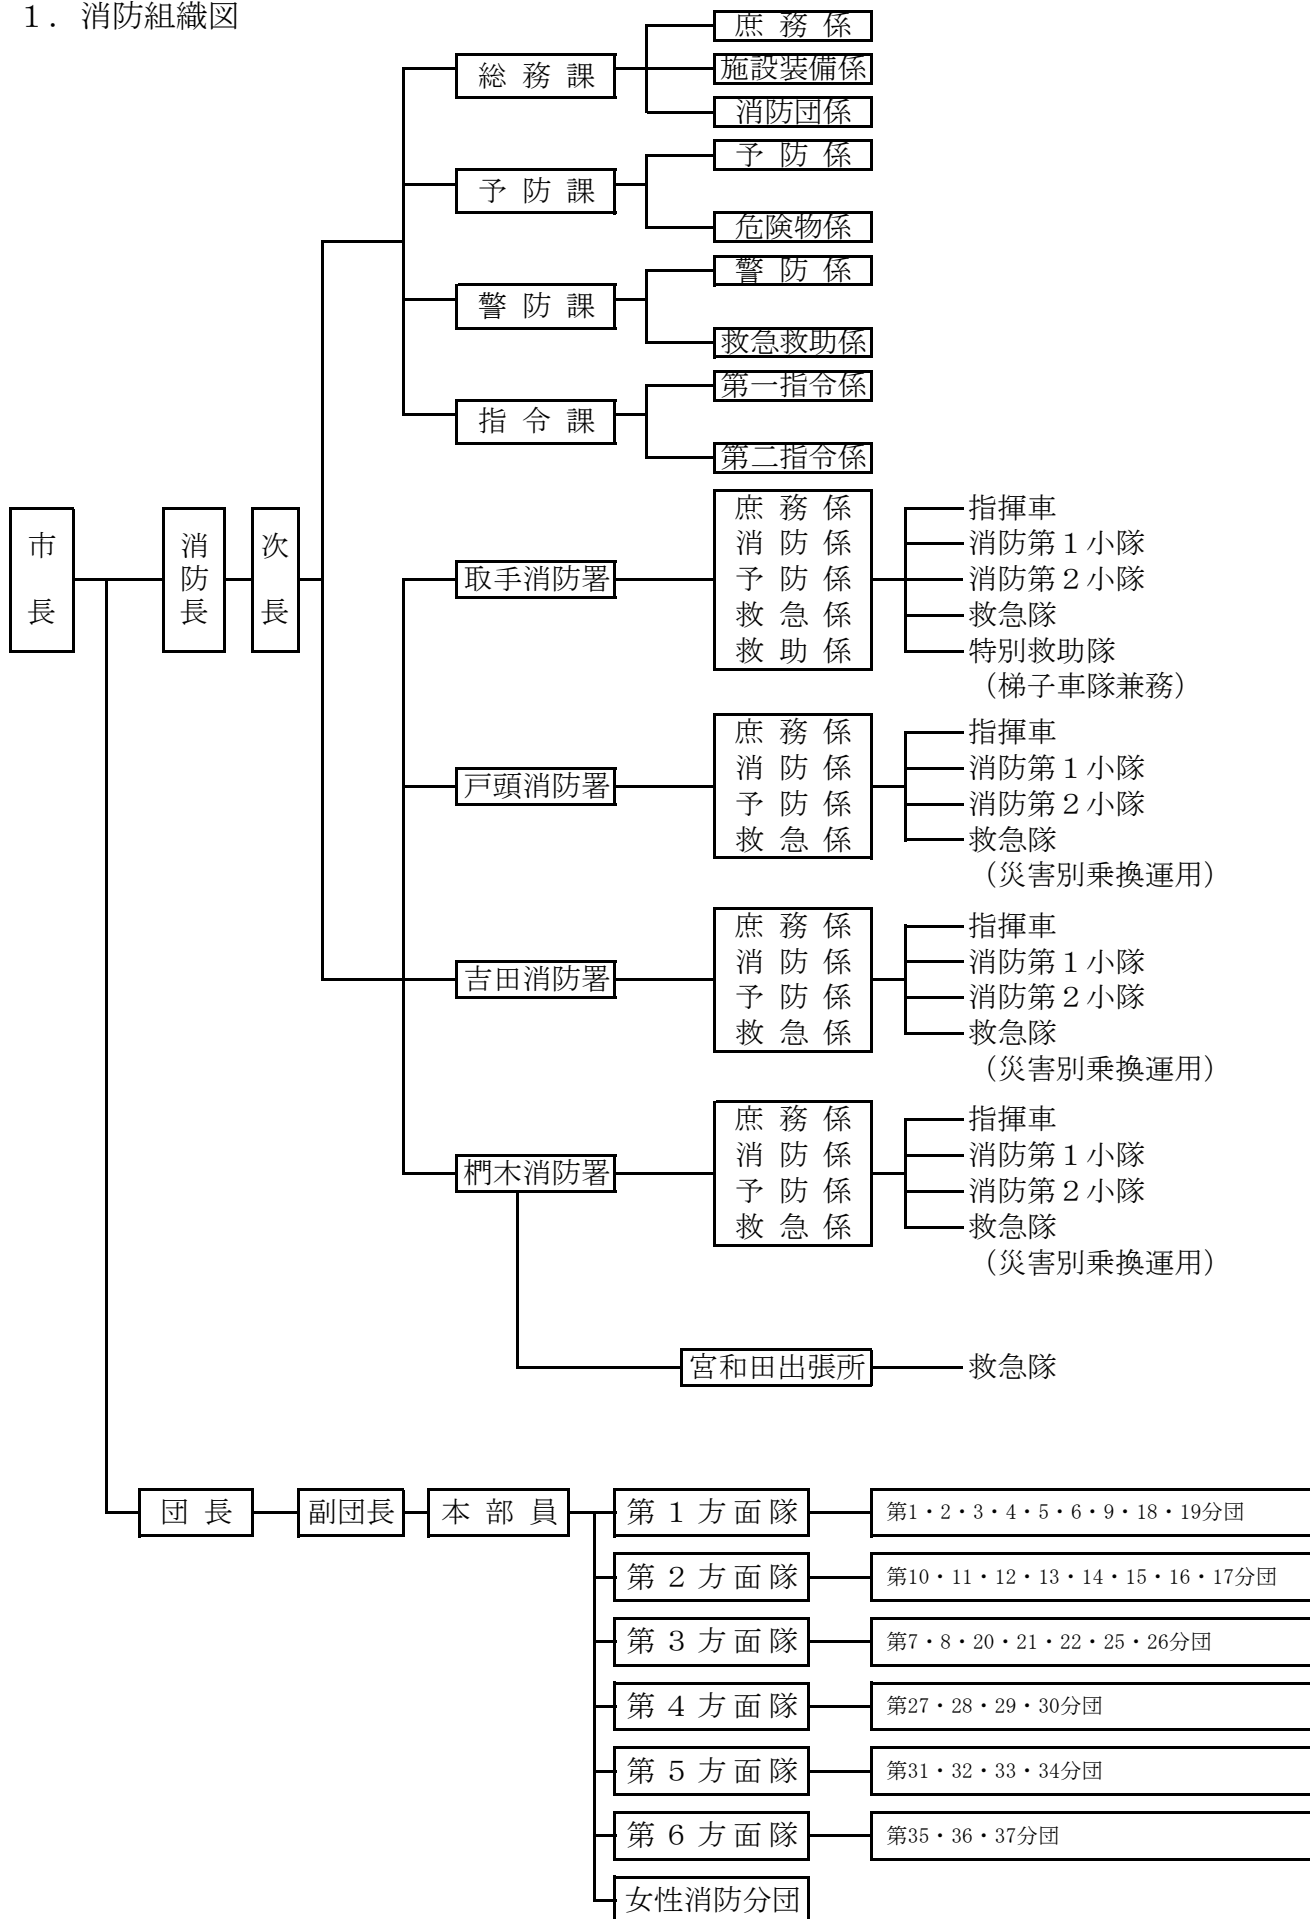 1．消防組織図
庶務係
総務課
施設装備係
消防団係
予防係
予防課
危険物係
警防係
警防課
救急救助係
第一指令係
指令課
第二指令係
市長
消防長
次長
取手消防署
庶務係
消防係
予防係
救急係
救助係
指揮車
消防第１小隊
消防第２小隊
救急隊
特別救助隊
（梯子車隊兼務）
戸頭消防署
庶務係
消防係
予防係
救急係
指揮車
消防第１小隊
消防第２小隊
救急隊
（災害別乗換運用）
吉田消防署
庶務係
消防係
予防係
救急係
指揮車
消防第１小隊
消防第２小隊
救急隊
（災害別乗換運用）
椚木消防署
庶務係
消防係
予防係
救急係
指揮車
消防第１小隊
消防第２小隊
救急隊
（災害別乗換運用）
宮和田出張所
救急隊
団長
副団長
本部員
第１方面隊
第1・2・3・4・5・6・9・18・19分団
第２方面隊
第10・11・12・13・14・15・16・17分団
第３方面隊
第7・8・20・21・22・25・26分団
第４方面隊
第27・28・29・30分団
第５方面隊
第31・32・33・34分団
第６方面隊
第35・36・37分団
女性消防分団